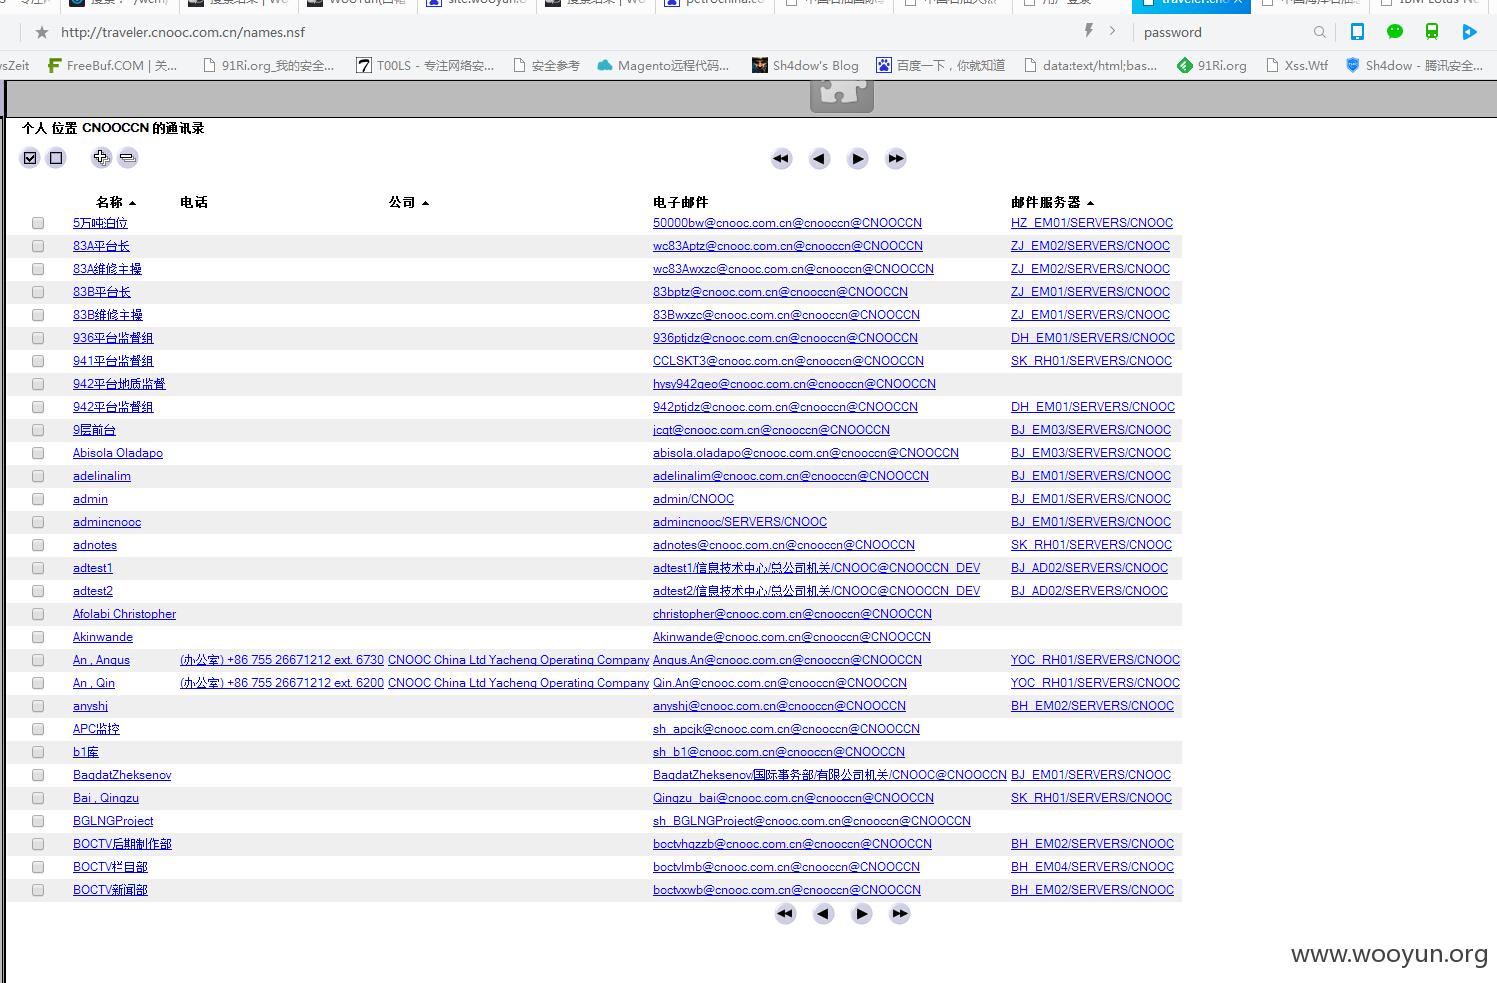 搜索结果 | Wo
WooYun(白帽
site:wooyun.o
搜索结果 | Wo
petrochina.co
中国石油国际
traveler.cno
http://traveler.cnooc.com.cn/names.nsf password
wsZeit FreeBuf.COM | 关... 91Ri.org_我的安全... T00LS - 专注网络安... 安全参考 Magento远程代码... Sh4dow's Blog 百度一下，你就知道 data:text/html;bas... 91Ri.org Xss.Wtf Sh4dow - 腾讯安全...
个人 位置 CNOOCCN 的通讯录
名称 电话 公司 电子邮件 邮件服务器
5万吨泊位 50000bw@cnooc.com.cn@cnooccn@CNOOCCN HZ_EM01/SERVERS/CNOOC
83A平台长 wc83Aptz@cnooc.com.cn@cnooccn@CNOOCCN ZJ_EM02/SERVERS/CNOOC
83A维修主操 wc83Awxzc@cnooc.com.cn@cnooccn@CNOOCCN ZJ_EM02/SERVERS/CNOOC
83B平台长 83bptz@cnooc.com.cn@cnooccn@CNOOCCN ZJ_EM01/SERVERS/CNOOC
83B维修主操 83Bwxzc@cnooc.com.cn@cnooccn@CNOOCCN ZJ_EM01/SERVERS/CNOOC
936平台监督组 936ptjdz@cnooc.com.cn@cnooccn@CNOOCCN DH_EM01/SERVERS/CNOOC
941平台监督组 CCLSKT3@cnooc.com.cn@cnooccn@CNOOCCN SK_RH01/SERVERS/CNOOC
942平台地质监督 hysy942geo@cnooc.com.cn@cnooccn@CNOOCCN
942平台监督组 942ptjdz@cnooc.com.cn@cnooccn@CNOOCCN DH_EM01/SERVERS/CNOOC
9层前台 jcqt@cnooc.com.cn@cnooccn@CNOOCCN BJ_EM03/SERVERS/CNOOC
Abisola Oladapo abisola.oladapo@cnooc.com.cn@cnooccn@CNOOCCN BJ_EM03/SERVERS/CNOOC
adelinalim adelinalim@cnooc.com.cn@cnooccn@CNOOCCN BJ_EM01/SERVERS/CNOOC
admin admin/CNOOC BJ_EM01/SERVERS/CNOOC
admincnooc admincnooc/SERVERS/CNOOC BJ_EM01/SERVERS/CNOOC
adnotes adnotes@cnooc.com.cn@cnooccn@CNOOCCN SK_RH01/SERVERS/CNOOC
adtest1 adtest1/信息技术中心/总公司机关/CNOOC@CNOOCCN_DEV BJ_AD02/SERVERS/CNOOC
adtest2 adtest2/信息技术中心/总公司机关/CNOOC@CNOOCCN_DEV BJ_AD02/SERVERS/CNOOC
Afolabi Christopher christopher@cnooc.com.cn@cnooccn@CNOOCCN
Akinwande Akinwande@cnooc.com.cn@cnooccn@CNOOCCN
An , Angus (办公室) +86 755 26671212 ext. 6730 CNOOC China Ltd Yacheng Operating Company Angus.An@cnooc.com.cn@cnooccn@CNOOCCN YOC_RH01/SERVERS/CNOOC
An , Qin (办公室) +86 755 26671212 ext. 6200 CNOOC China Ltd Yacheng Operating Company Qin.An@cnooc.com.cn@cnooccn@CNOOCCN YOC_RH01/SERVERS/CNOOC
anyshj anyshj@cnooc.com.cn@cnooccn@CNOOCCN BH_EM02/SERVERS/CNOOC
APC监控 sh_apcjk@cnooc.com.cn@cnooccn@CNOOCCN
b1库 sh_b1@cnooc.com.cn@cnooccn@CNOOCCN
BagdatZheksenov BagdatZheksenov/国际事务部/有限公司机关/CNOOC@CNOOCCN BJ_EM01/SERVERS/CNOOC
Bai , Qingzu Qingzu_bai@cnooc.com.cn@cnooccn@CNOOCCN SK_RH01/SERVERS/CNOOC
BGLNGProject sh_BGLNGProject@cnooc.com.cn@cnooccn@CNOOCCN
BOCTV后期制作部 boctvhqzzb@cnooc.com.cn@cnooccn@CNOOCCN BH_EM02/SERVERS/CNOOC
BOCTV栏目部 boctvlmb@cnooc.com.cn@cnooccn@CNOOCCN BH_EM04/SERVERS/CNOOC
BOCTV新闻部 boctvxwb@cnooc.com.cn@cnooccn@CNOOCCN BH_EM02/SERVERS/CNOOC
www.wooyun.org